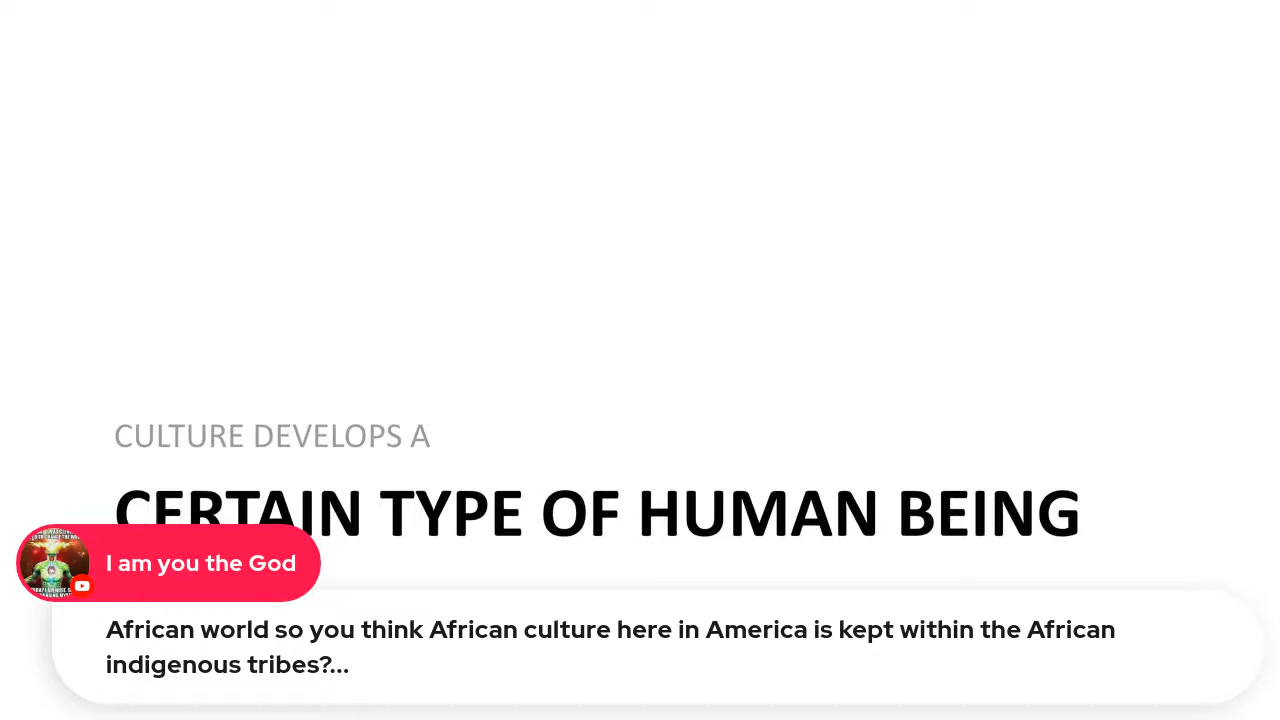 CULTURE DEVELOPS A
CERTAIN TYPE OF HUMAN BEING
I am you the God
African world so you think African culture here in America is kept within the African
indigenous tribes?...